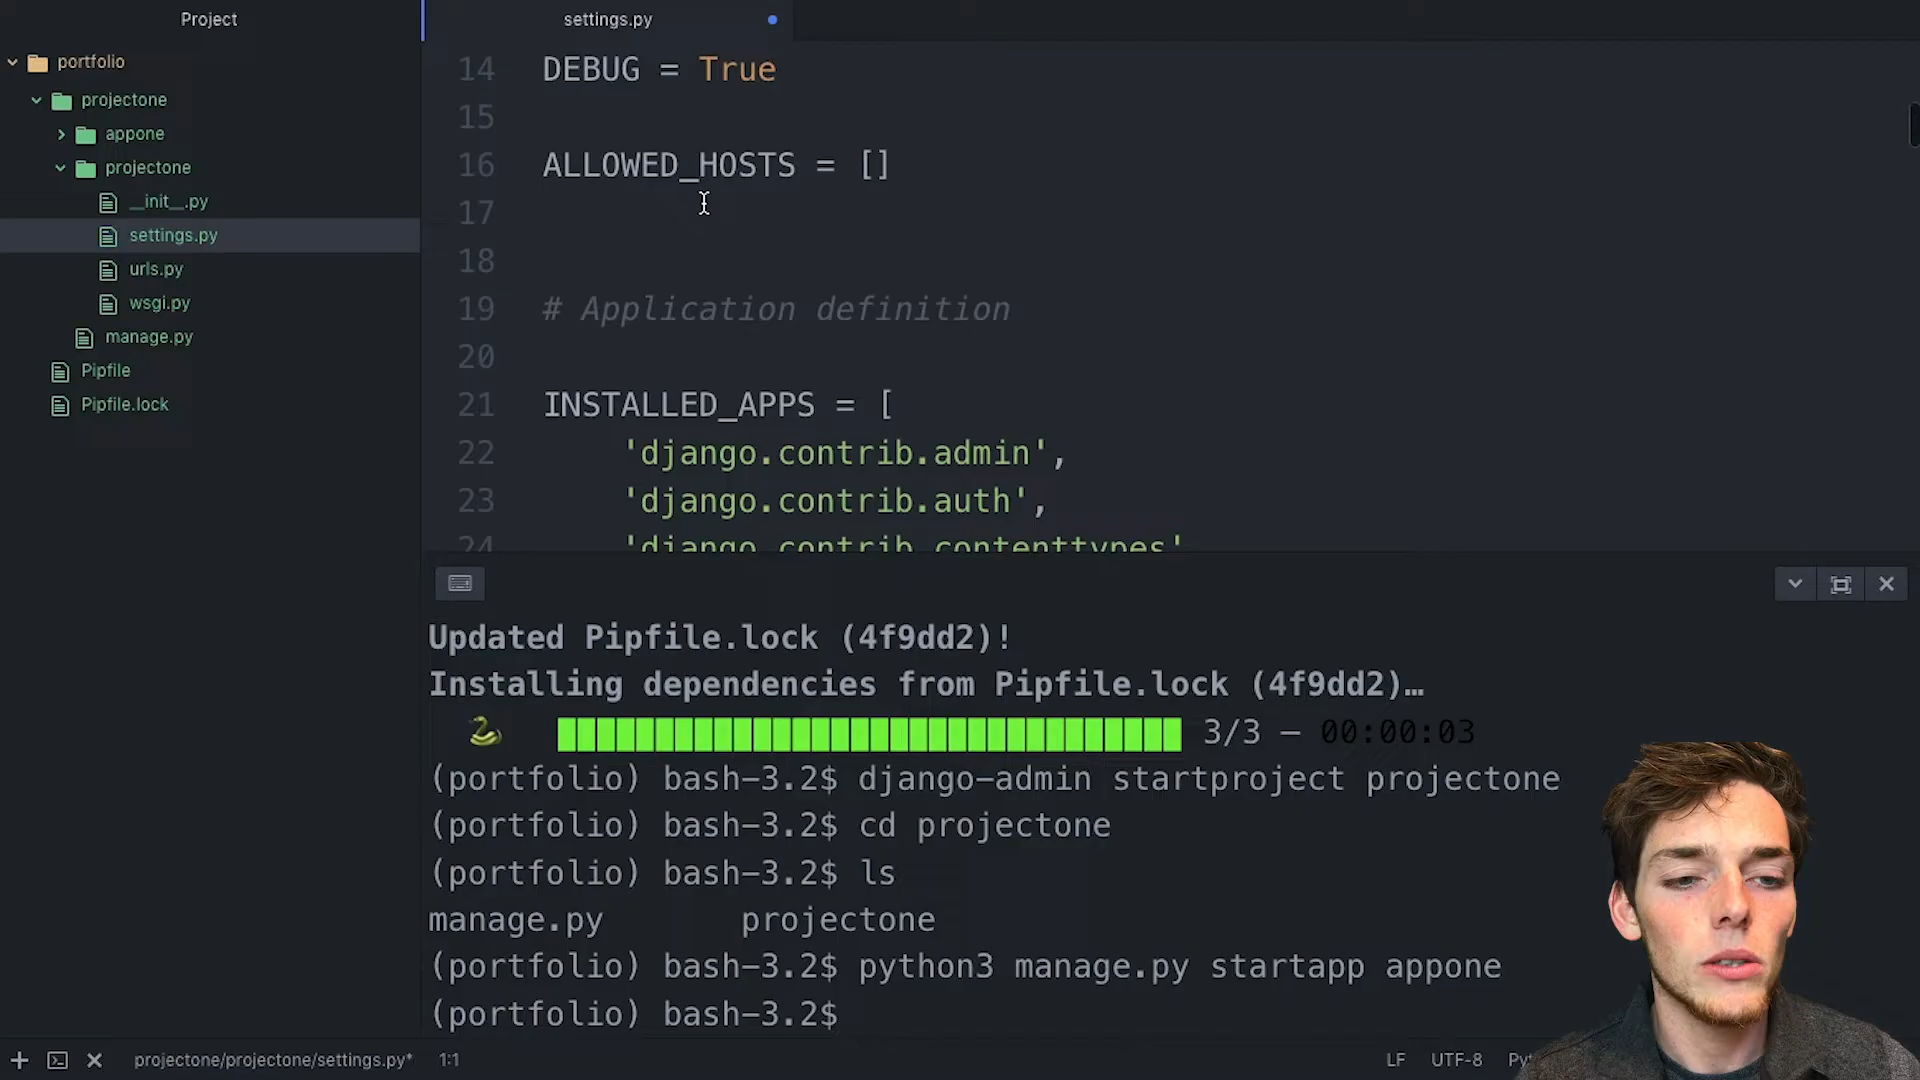 Project
settings.py
portfolio
projectone
appone
projectone
__init__.py
settings.py
urls.py
wsgi.py
manage.py
Pipfile
Pipfile.lock
14 DEBUG = True
15
16 ALLOWED_HOSTS = []
17
18
19 # Application definition
20
21 INSTALLED_APPS = [
22 'django.contrib.admin',
23 'django.contrib.auth',
24 'django.contrib.contenttypes'
Updated Pipfile.lock (4f9dd2)!
Installing dependencies from Pipfile.lock (4f9dd2)…
3/3 — 00:00:03
(portfolio) bash-3.2$ django-admin startproject projectone
(portfolio) bash-3.2$ cd projectone
(portfolio) bash-3.2$ ls
manage.py projectone
(portfolio) bash-3.2$ python3 manage.py startapp appone
(portfolio) bash-3.2$
projectone/projectone/settings.py* 1:1 LF UTF-8